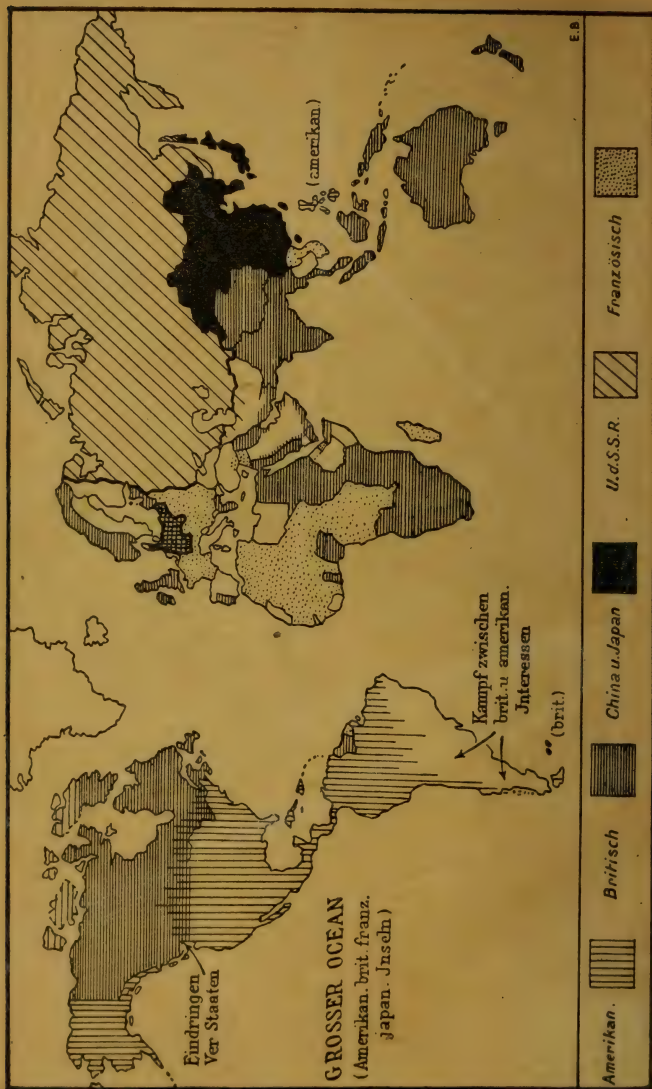 Eindringen
Ver Staaten
GROSSER OCEAN
(Amerikan. brit. franz.
japan. Jnseln)
(amerikan.)
Kampf zwischen
brit. u amerikan.
Jnteressen
(brit.)
E.B
Amerikan.
Britisch
China u. Japan
U.d.S.S.R.
Französisch